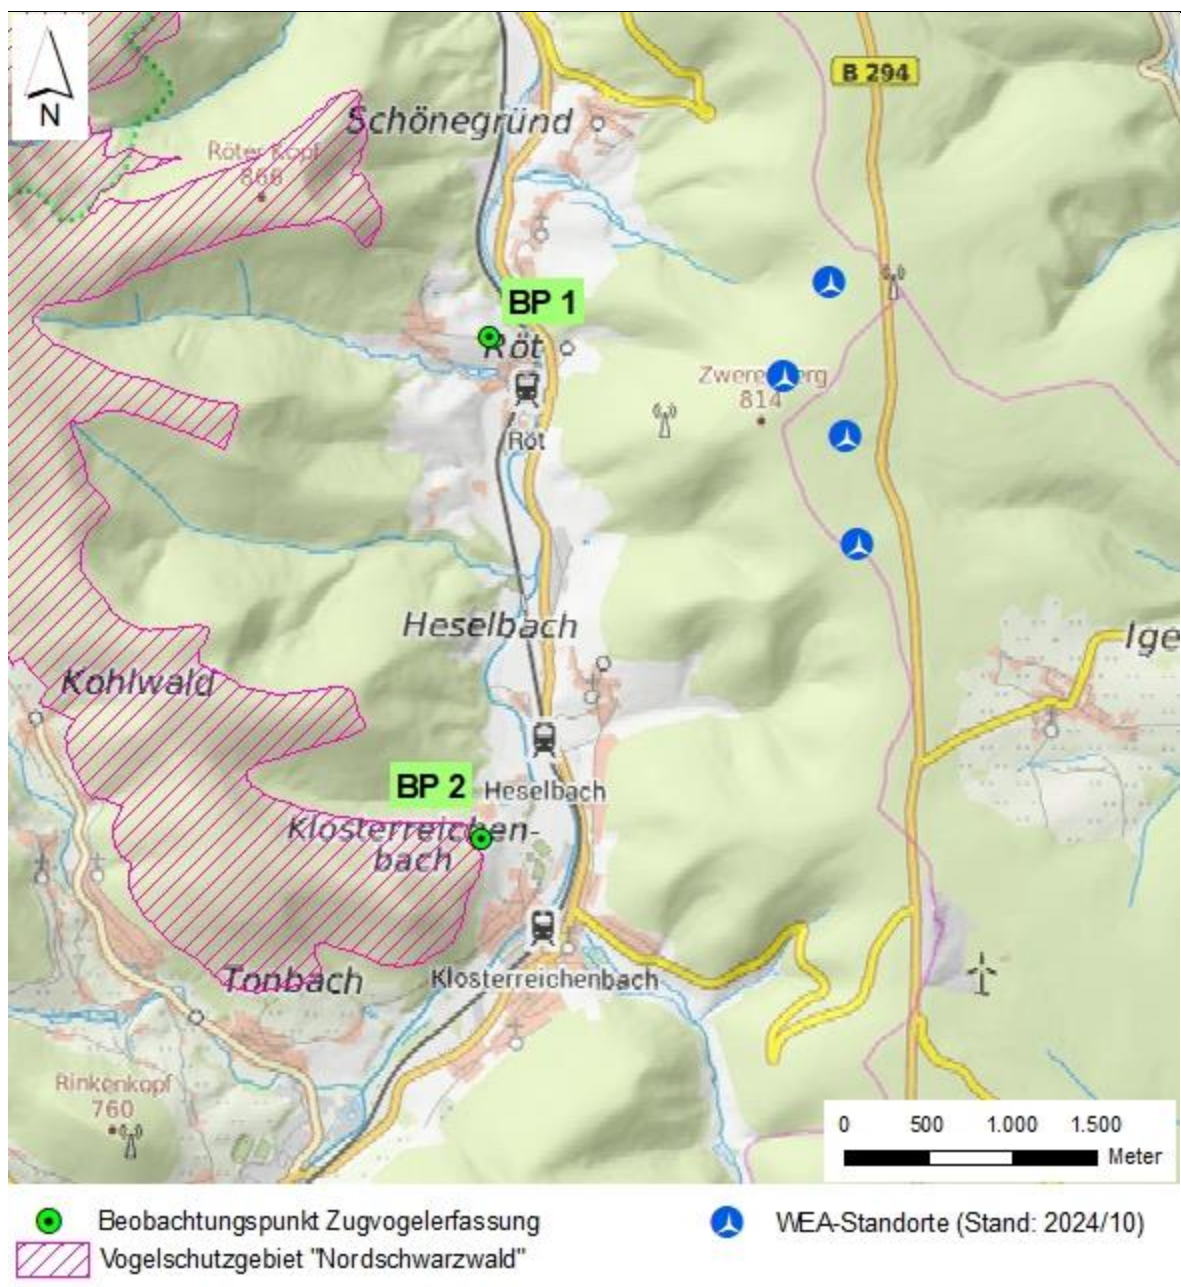 N
B 294
Schönegründ
Röter Kopf
866
BP 1
Röt
Zwerenberg
814
Röt
Heselbach
Ige
Kohlwald
BP 2
Heselbach
Klosterreichen-
bach
Tonbach
Klosterreichenbach
Rinkenkopf
760
0 500 1.000 1.500
Meter
Beobachtungspunkt Zugvogelerfassung
WEA-Standorte (Stand: 2024/10)
Vogelschutzgebiet "Nordschwarzwald"